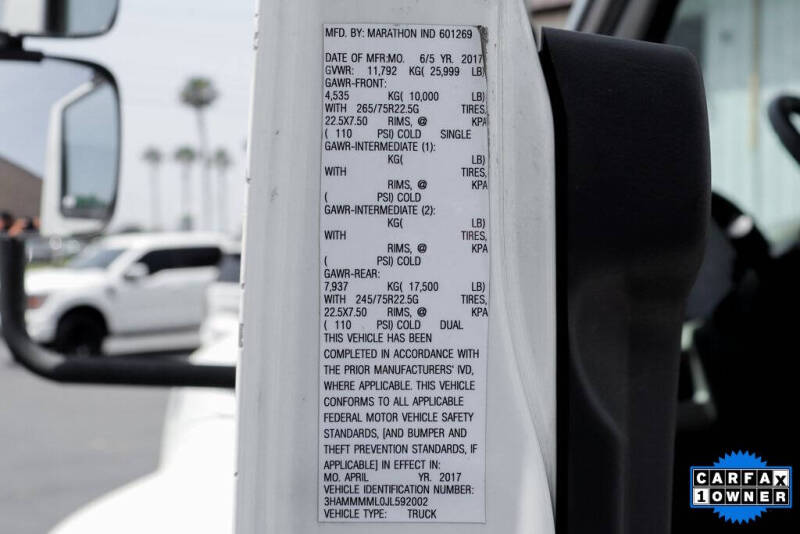 MFD. BY: MARATHON IND 601269
DATE OF MFR:MO. 6/5 YR. 2017
GVWR: 11,792 KG( 25,999 LB)
GAWR-FRONT:
4,535 KG( 10,000 LB)
WITH 265/75R22.5G TIRES,
22.5X7.50 RIMS, @ KPA
( 110 PSI) COLD SINGLE
GAWR-INTERMEDIATE (1):
KG( LB)
WITH TIRES,
RIMS, @ KPA
( PSI) COLD
GAWR-INTERMEDIATE (2):
KG( LB)
WITH TIRES,
RIMS, @ KPA
( PSI) COLD
GAWR-REAR:
7,937 KG( 17,500 LB)
WITH 245/75R22.5G TIRES,
22.5X7.50 RIMS, @ KPA
( 110 PSI) COLD DUAL
THIS VEHICLE HAS BEEN
COMPLETED IN ACCORDANCE WITH
THE PRIOR MANUFACTURERS' IVD,
WHERE APPLICABLE. THIS VEHICLE
CONFORMS TO ALL APPLICABLE
FEDERAL MOTOR VEHICLE SAFETY
STANDARDS, [AND BUMPER AND
THEFT PREVENTION STANDARDS, IF
APPLICABLE] IN EFFECT IN:
MO. APRIL YR. 2017
VEHICLE IDENTIFICATION NUMBER:
3HAMMMML0JL592002
VEHICLE TYPE: TRUCK
CARFAX
1 OWNER